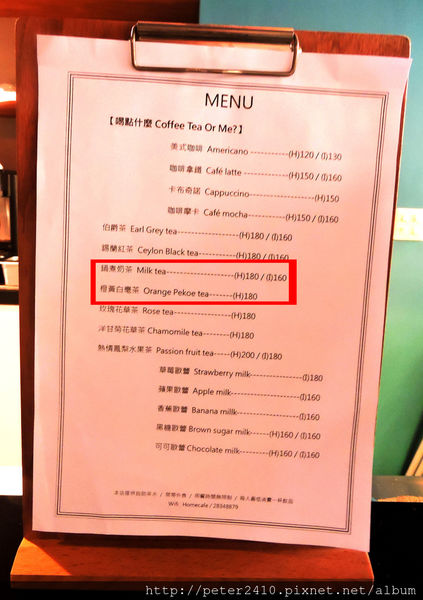 MENU
【喝點什麼 Coffee Tea Or Me?】
美式咖啡 Americano -----------(H)120 / (I)130
咖啡拿鐵 Café latte --------------(H)150 / (I)160
卡布奇諾 Cappuccino-----------------(H)150
咖啡摩卡 Café mocha----------(H)150 / (I)160
伯爵茶 Earl Grey tea----------------(H)180 / (I)160
錫蘭紅茶 Ceylon Black tea----------(H)180 / (I)160
鍋煮奶茶 Milk tea-------------------(H)180 / (I)160
橙黃白毫茶 Orange Pekoe tea-------(H)180
玫瑰花草茶 Rose tea----------------(H)180
洋甘菊花草茶 Chamomile tea-------(H)180
熱情鳳梨水果茶 Passion fruit tea-----(H)200 / (I)180
草莓歐蕾 Strawberry milk---------------(I)180
蘋果歐蕾 Apple milk-------------------(I)160
香蕉歐蕾 Banana millk-----------------(I)160
黑糖歐蕾 Brown sugar milk------(H)160 / (I)160
可可歐蕾 Chocolate milk---------(H)160 / (I)160
Wifi Homecafe / 28348879
http://peter2410.pixnet.net/album